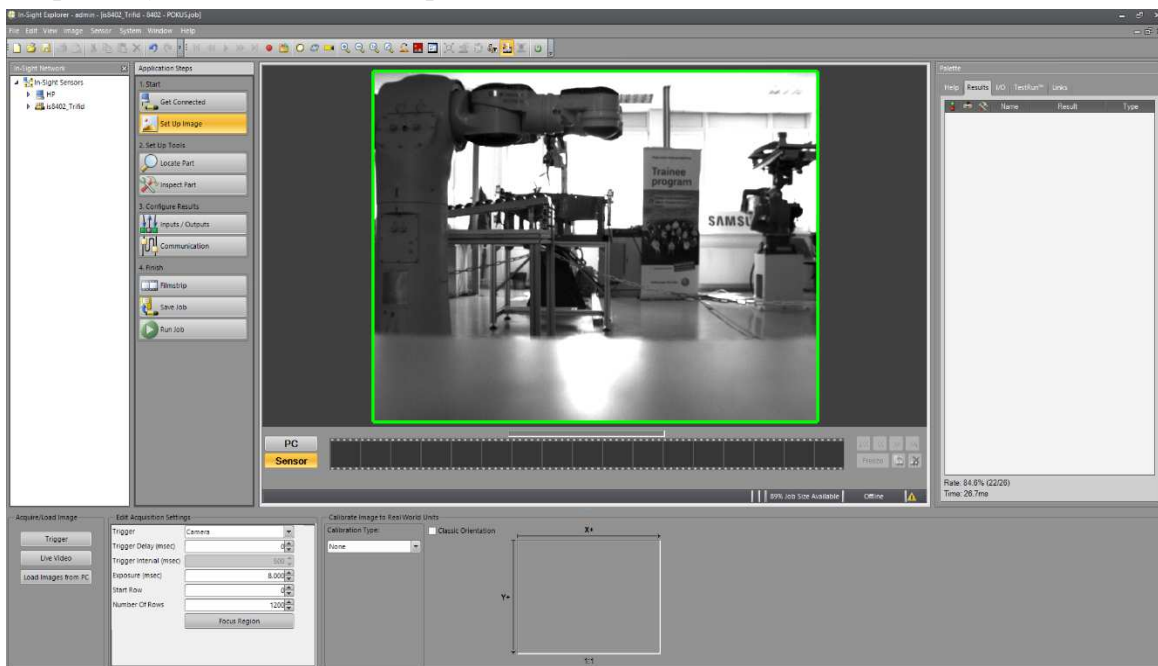 In-Sight Explorer - admin - [is8402_Trifid - 8402 - POKUS.job]
File Edit View Image Sensor System Window Help
In-Sight Network
In-Sight Sensors
HP
is8402_Trifid
Application Steps
1. Start
Get Connected
Set Up Image
2. Set Up Tools
Locate Part
Inspect Part
3. Configure Results
Inputs / Outputs
Communication
4. Finish
Filmstrip
Save Job
Run Job
Trainee
program
SAMSU
PC
Sensor
Freeze
89% Job Size Available
Offline
Palette
Help Results I/O TestRun™ Links
Name Result Type
Rate: 84.6% (22/26)
Time: 26.7ms
Acquire/Load Image
Trigger
Live Video
Load Images from PC
Edit Acquisition Settings
Trigger Camera
Trigger Delay (msec) 0
Trigger Interval (msec) 500
Exposure (msec) 8.000
Start Row 0
Number Of Rows 1200
Focus Region
Calibrate Image to Real World Units
Calibration Type:
None
Classic Orientation
X+
Y+
1:1